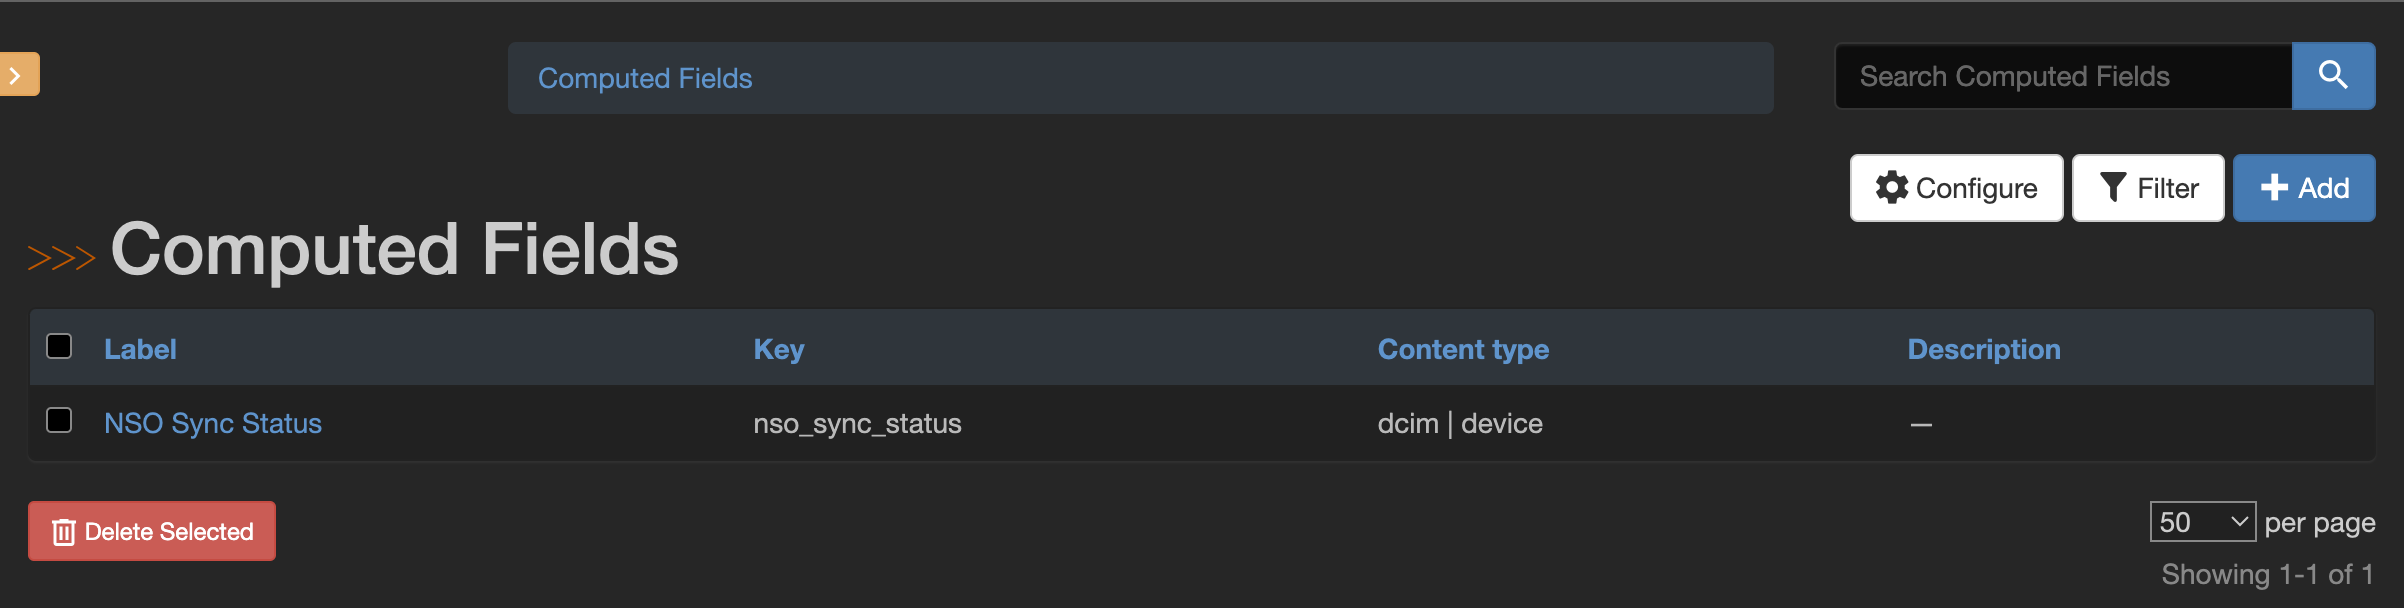 Computed Fields
Search Computed Fields
Configure
Filter
Add
>>> Computed Fields
Label Key Content type Description
NSO Sync Status nso_sync_status dcim | device —
Delete Selected
50 per page
Showing 1-1 of 1